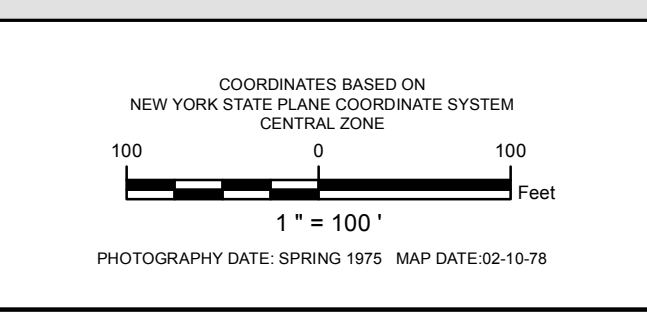 COORDINATES BASED ON
NEW YORK STATE PLANE COORDINATE SYSTEM
CENTRAL ZONE
100 0 100
Feet
1 " = 100 '
PHOTOGRAPHY DATE: SPRING 1975 MAP DATE:02-10-78